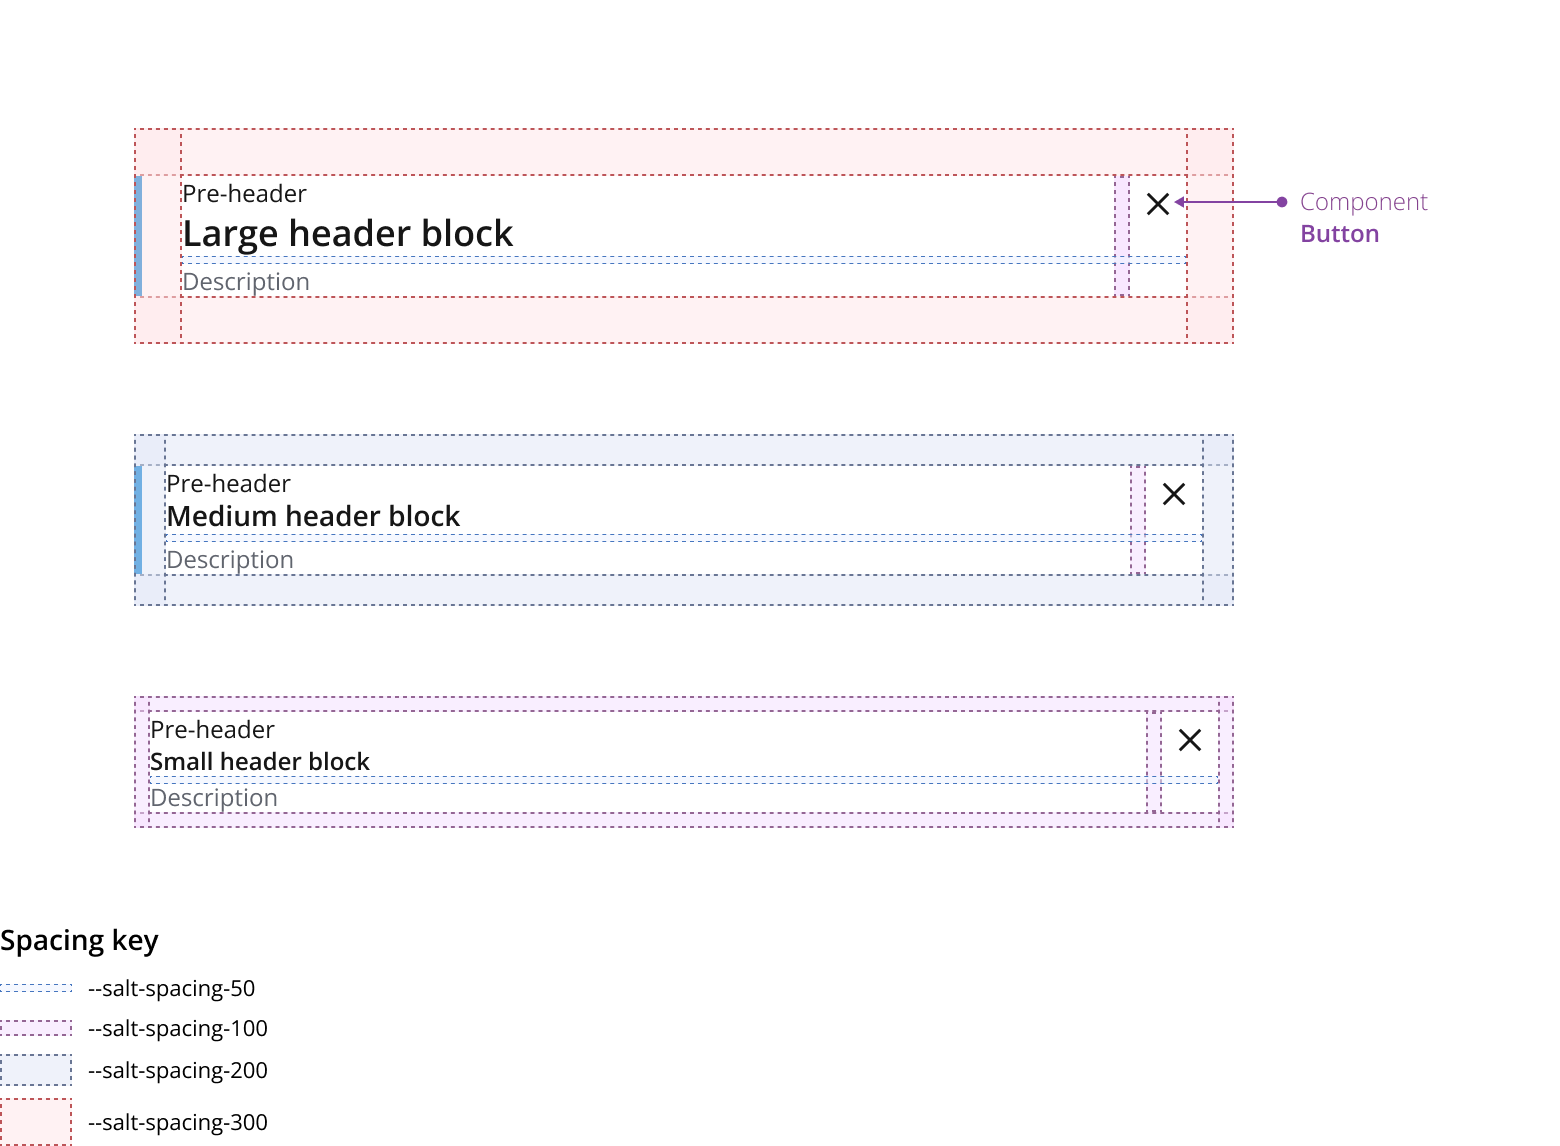 Pre-header
Large header block
Description
Component
Button
Pre-header
Medium header block
Description
Pre-header
Small header block
Description
Spacing key
--salt-spacing-50
--salt-spacing-100
--salt-spacing-200
--salt-spacing-300